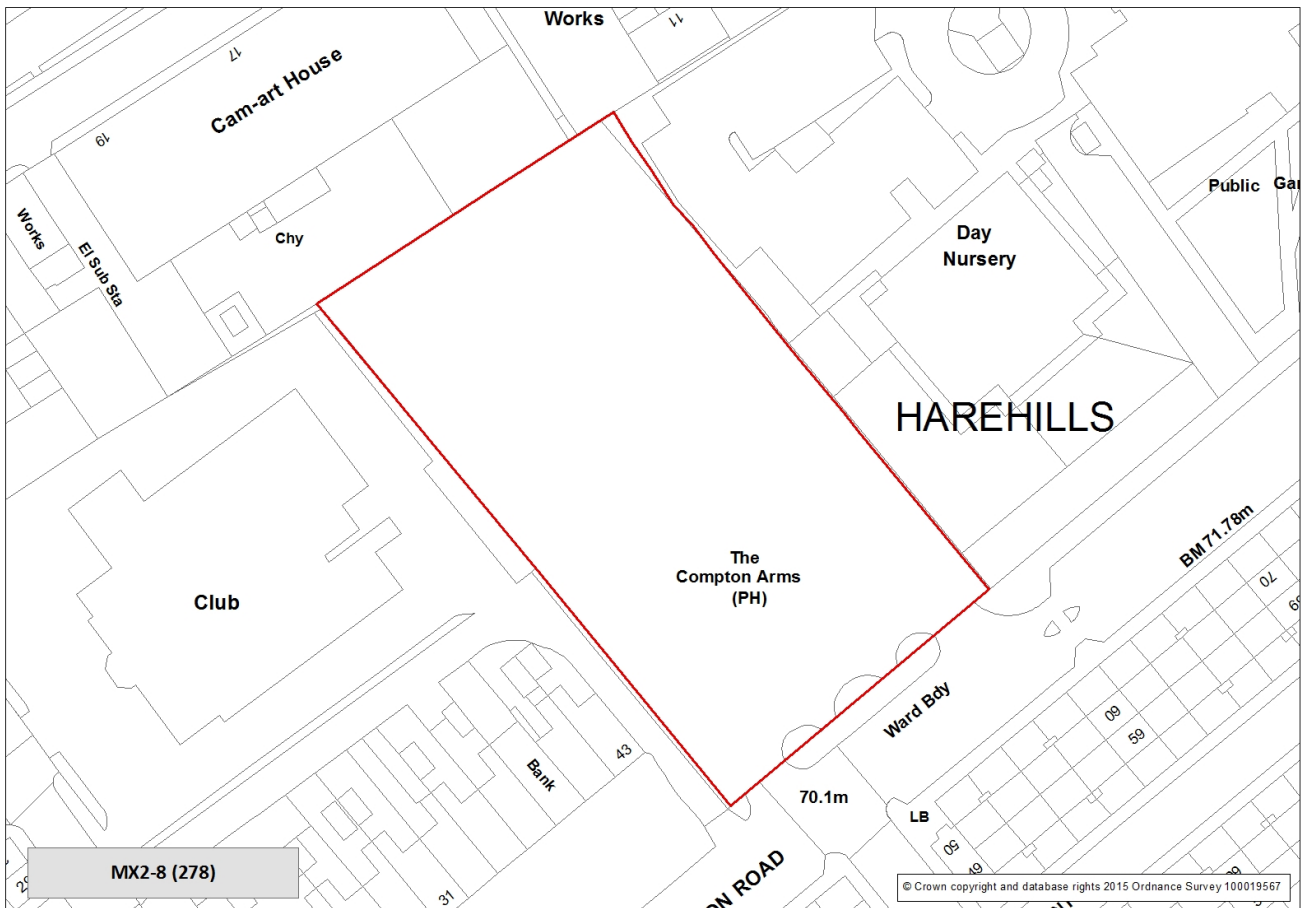 Works
11
17
Cam-art House
19
Works
El Sub Sta
Chy
Day
Nursery
Public Gar
HAREHILLS
BM 71.78m
70
The
Compton Arms
(PH)
Club
Ward Bdy
60
59
43
Bank
70.1m
LB
50
49
31
ON ROAD
MX2-8 (278)
© Crown copyright and database rights 2015 Ordnance Survey 100019567